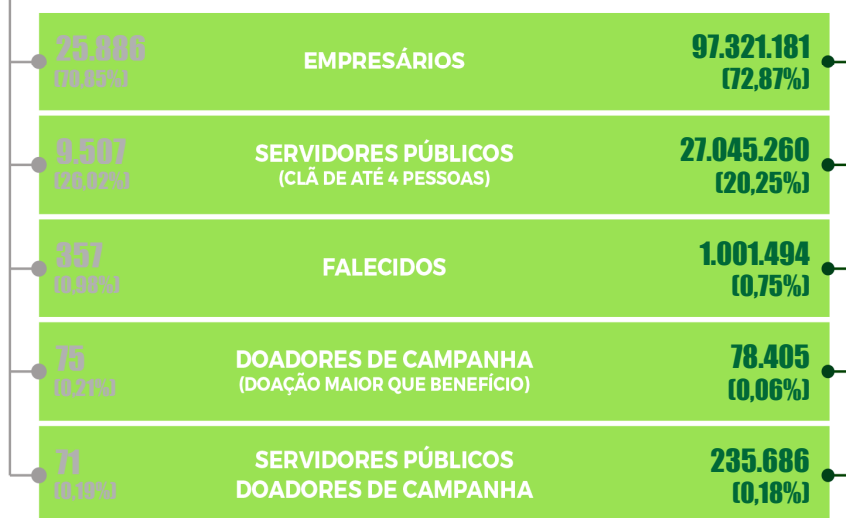 25.886
(70,85%)
EMPRESÁRIOS
97.321.181
(72,87%)
9.507
(26,02%)
SERVIDORES PÚBLICOS
(CLÃ DE ATÉ 4 PESSOAS)
27.045.260
(20,25%)
357
(0,98%)
FALECIDOS
1.001.494
(0,75%)
75
(0,21%)
DOADORES DE CAMPANHA
(DOAÇÃO MAIOR QUE BENEFÍCIO)
78.405
(0,06%)
71
(0,19%)
SERVIDORES PÚBLICOS
DOADORES DE CAMPANHA
235.686
(0,18%)